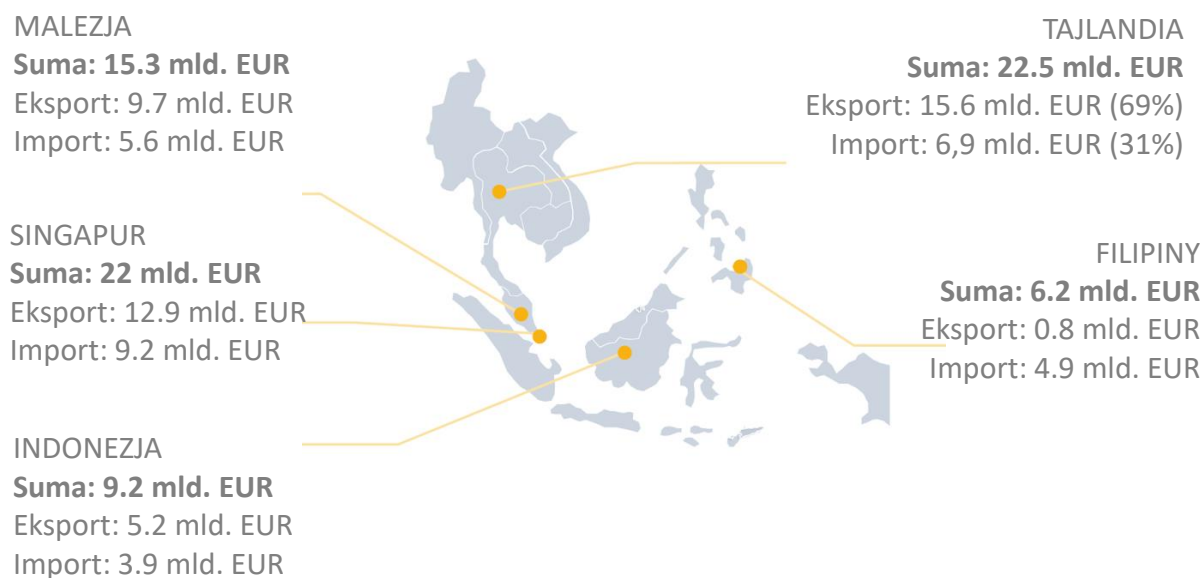 MALEZJA
Suma: 15.3 mld. EUR
Eksport: 9.7 mld. EUR
Import: 5.6 mld. EUR
SINGAPUR
Suma: 22 mld. EUR
Eksport: 12.9 mld. EUR
Import: 9.2 mld. EUR
INDONEZJA
Suma: 9.2 mld. EUR
Eksport: 5.2 mld. EUR
Import: 3.9 mld. EUR
TAJLANDIA
Suma: 22.5 mld. EUR
Eksport: 15.6 mld. EUR (69%)
Import: 6,9 mld. EUR (31%)
FILIPINY
Suma: 6.2 mld. EUR
Eksport: 0.8 mld. EUR
Import: 4.9 mld. EUR